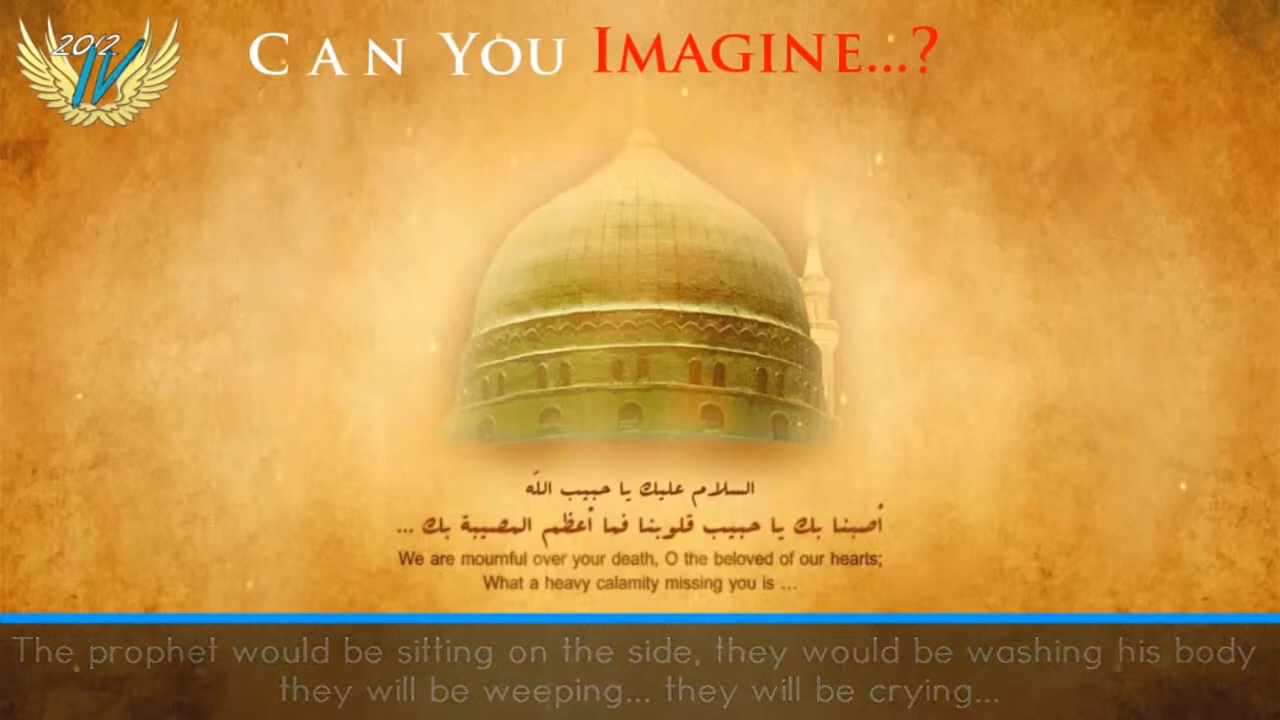 2012
IV
CAN YOU IMAGINE...?
السلام عليك يا حبيب الله
أصبنا بك يا حبيب قلوبنا فما أعظم المصيبة بك ...
We are mournful over your death, O the beloved of our hearts;
What a heavy calamity missing you is ...
The prophet would be sitting on the side, they would be washing his body
they will be weeping... they will be crying...